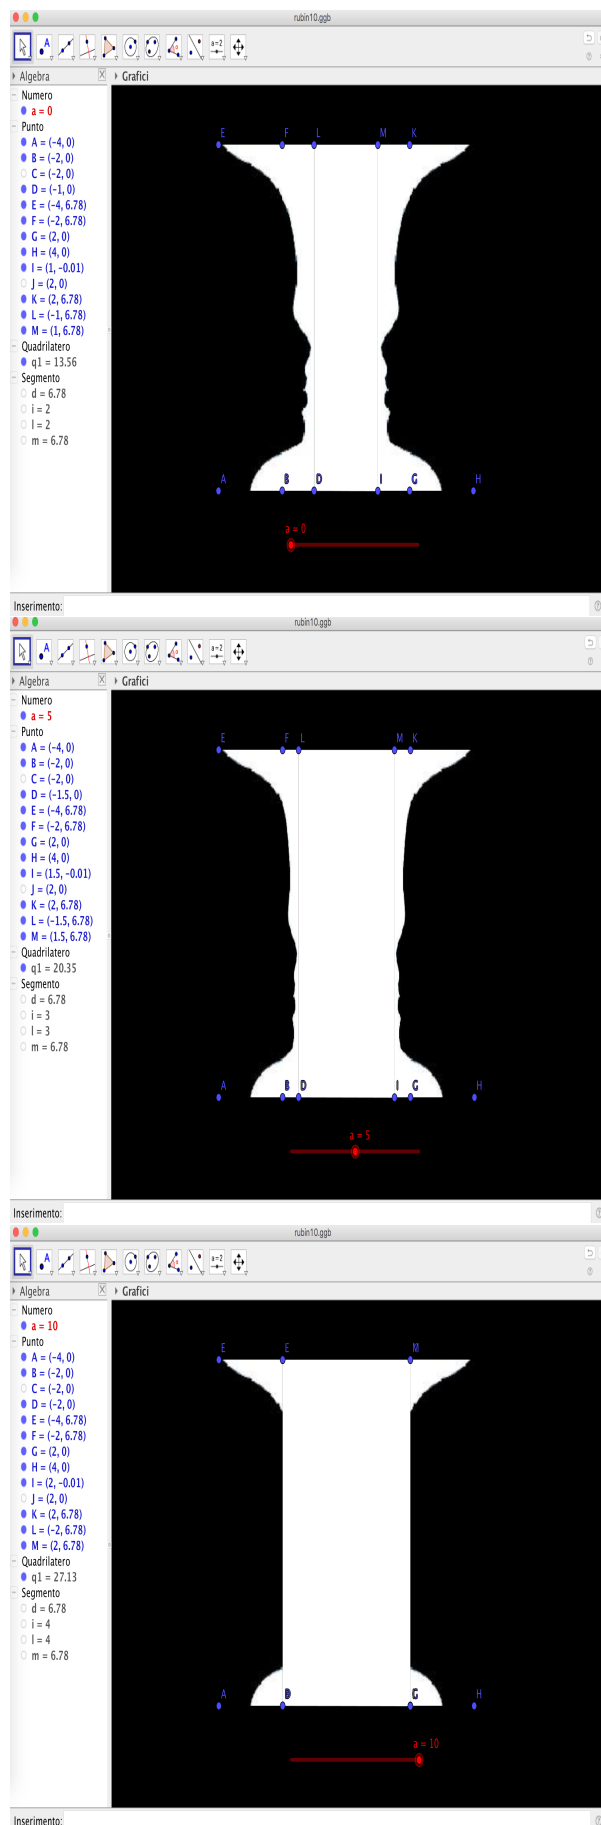 rubin10.ggb
A
a=2
Algebra
Grafici
Numero
a = 0
Punto
A = (−4, 0)
B = (−2, 0)
C = (−2, 0)
D = (−1, 0)
E = (−4, 6.78)
F = (−2, 6.78)
G = (2, 0)
H = (4, 0)
I = (1, −0.01)
J = (2, 0)
K = (2, 6.78)
L = (−1, 6.78)
M = (1, 6.78)
Quadrilatero
q1 = 13.56
Segmento
d = 6.78
i = 2
l = 2
m = 6.78
E F L M K
A B D I G H
a = 0
Inserimento:
rubin10.ggb
A
a=2
Algebra
Grafici
Numero
a = 5
Punto
A = (−4, 0)
B = (−2, 0)
C = (−2, 0)
D = (−1.5, 0)
E = (−4, 6.78)
F = (−2, 6.78)
G = (2, 0)
H = (4, 0)
I = (1.5, −0.01)
J = (2, 0)
K = (2, 6.78)
L = (−1.5, 6.78)
M = (1.5, 6.78)
Quadrilatero
q1 = 20.35
Segmento
d = 6.78
i = 3
l = 3
m = 6.78
E F L M K
A B D I G H
a = 5
Inserimento:
rubin10.ggb
A
a=2
Algebra
Grafici
Numero
a = 10
Punto
A = (−4, 0)
B = (−2, 0)
C = (−2, 0)
D = (−2, 0)
E = (−4, 6.78)
F = (−2, 6.78)
G = (2, 0)
H = (4, 0)
I = (2, −0.01)
J = (2, 0)
K = (2, 6.78)
L = (−2, 6.78)
M = (2, 6.78)
Quadrilatero
q1 = 27.13
Segmento
d = 6.78
i = 4
l = 4
m = 6.78
E
A G H
a = 10
Inserimento: